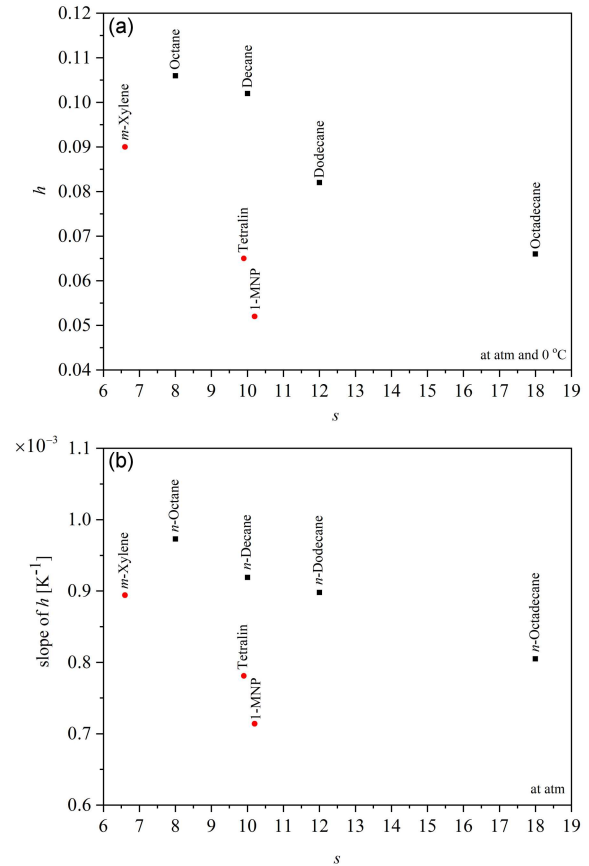 (a)
0.12
0.11
0.10
0.09
0.08
0.07
0.06
0.05
0.04
h
m-Xylene
Octane
Decane
Tetralin
1-MNP
Dodecane
Octadecane
at atm and 0 °C
6 7 8 9 10 11 12 13 14 15 16 17 18 19
s
(b)
×10⁻³
1.1
1.0
0.9
0.8
0.7
0.6
slope of h [K⁻¹]
m-Xylene
n-Octane
n-Decane
Tetralin
1-MNP
n-Dodecane
n-Octadecane
at atm
6 7 8 9 10 11 12 13 14 15 16 17 18 19
s